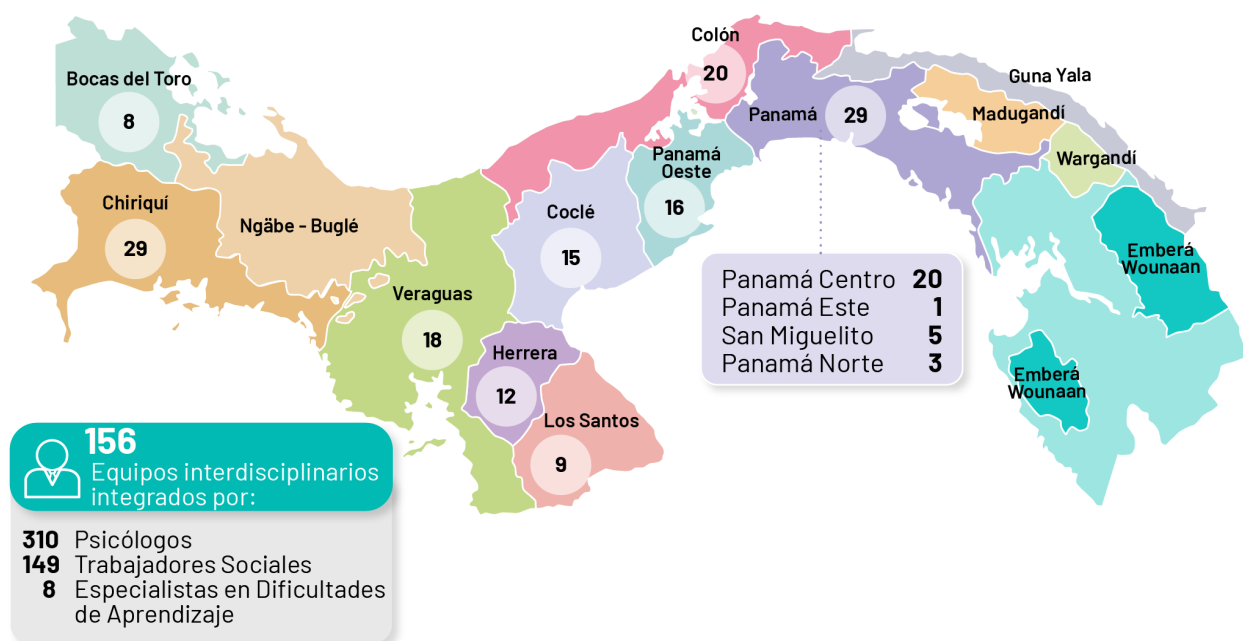 Colón
20
Bocas del Toro
8
Guna Yala
Panamá
29
Madugandí
Panamá
Oeste
16
Wargandí
Chiriquí
29
Ngäbe - Buglé
Coclé
15
Emberá
Wounaan
Veraguas
18
Panamá Centro 20
Panamá Este 1
San Miguelito 5
Panamá Norte 3
Herrera
12
Emberá
Wounaan
Los Santos
9
156
Equipos interdisciplinarios
integrados por:
310 Psicólogos
149 Trabajadores Sociales
8 Especialistas en Dificultades
de Aprendizaje